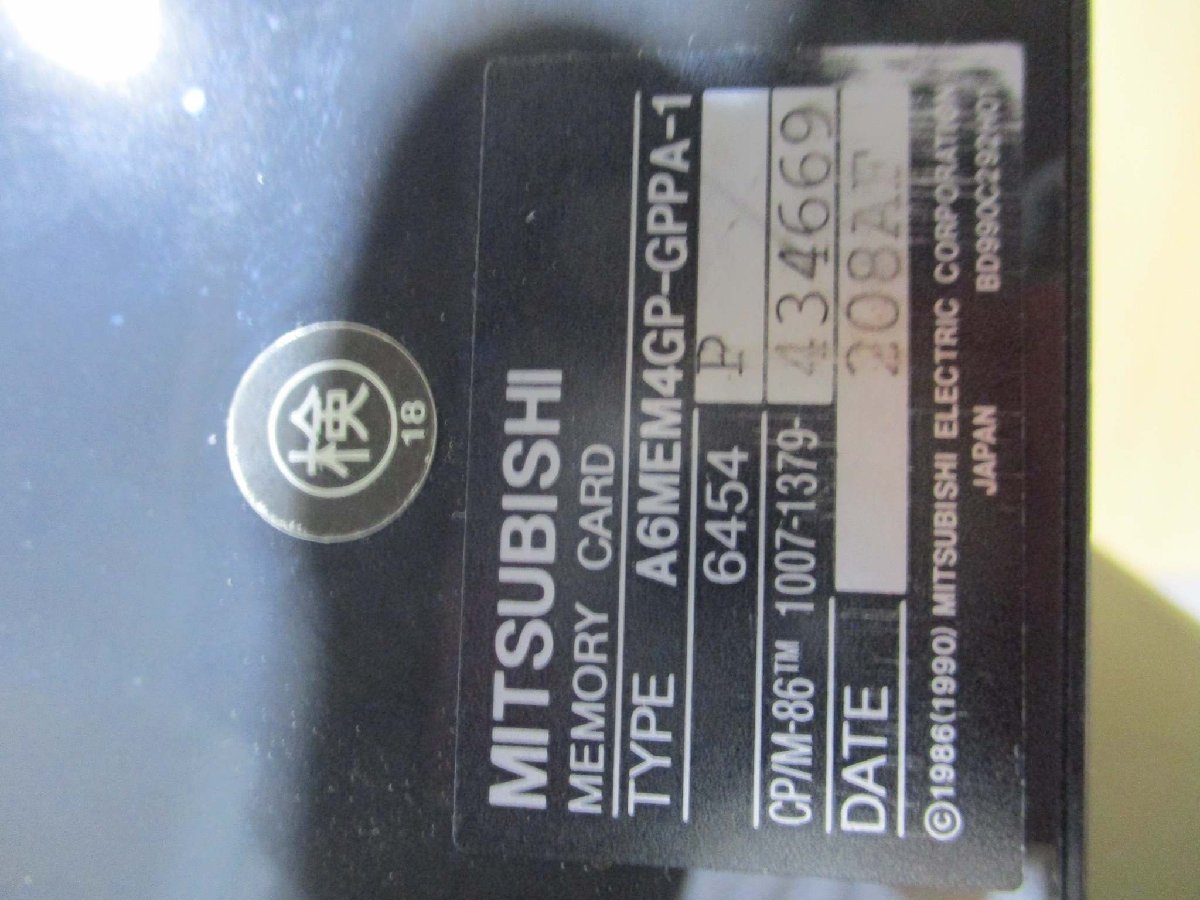 検
18
MITSUBISHI
MEMORY CARD
TYPE A6MEM4GP-GPPA-1
6454 P
CP/M-86™ 1007-1379- 434669
DATE 208AE
©1986(1990) MITSUBISHI ELECTRIC CORPORATION
JAPAN